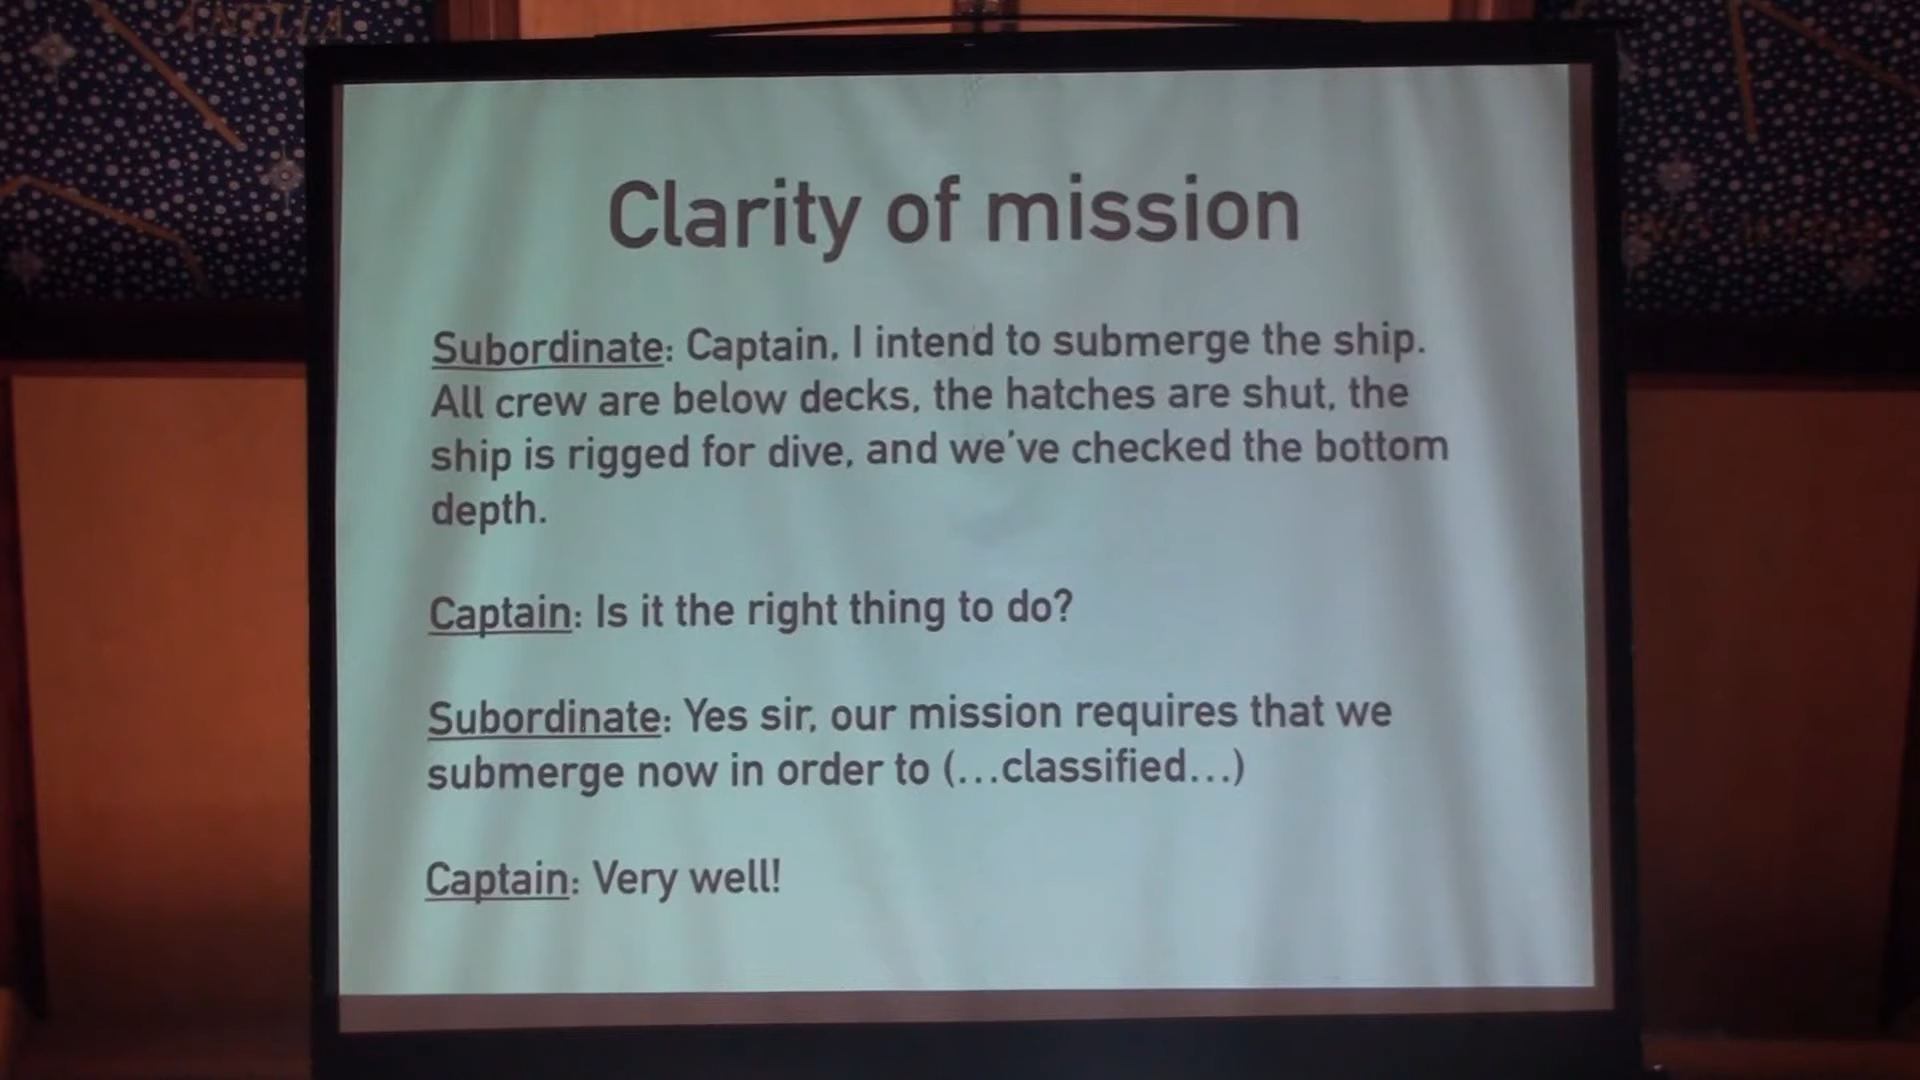 Clarity of mission
Subordinate: Captain, I intend to submerge the ship.
All crew are below decks, the hatches are shut, the
ship is rigged for dive, and we've checked the bottom
depth.
Captain: Is it the right thing to do?
Subordinate: Yes sir, our mission requires that we
submerge now in order to (...classified...)
Captain: Very well!